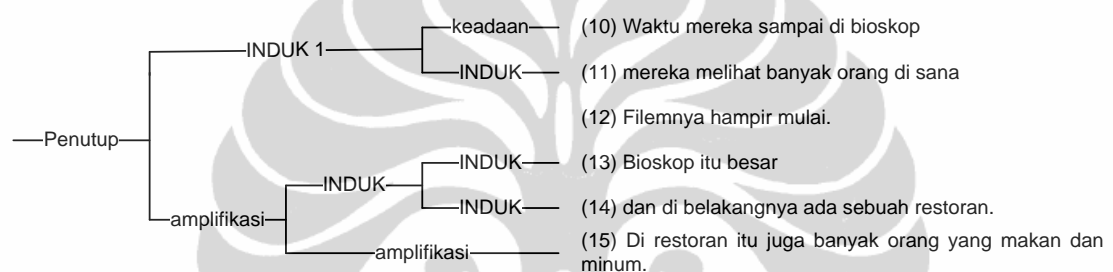 keadaan (10) Waktu mereka sampai di bioskop
INDUK 1
INDUK (11) mereka melihat banyak orang di sana
(12) Filemnya hampir mulai.
Penutup
INDUK (13) Bioskop itu besar
INDUK
INDUK (14) dan di belakangnya ada sebuah restoran.
amplifikasi
amplifikasi (15) Di restoran itu juga banyak orang yang makan dan
minum.